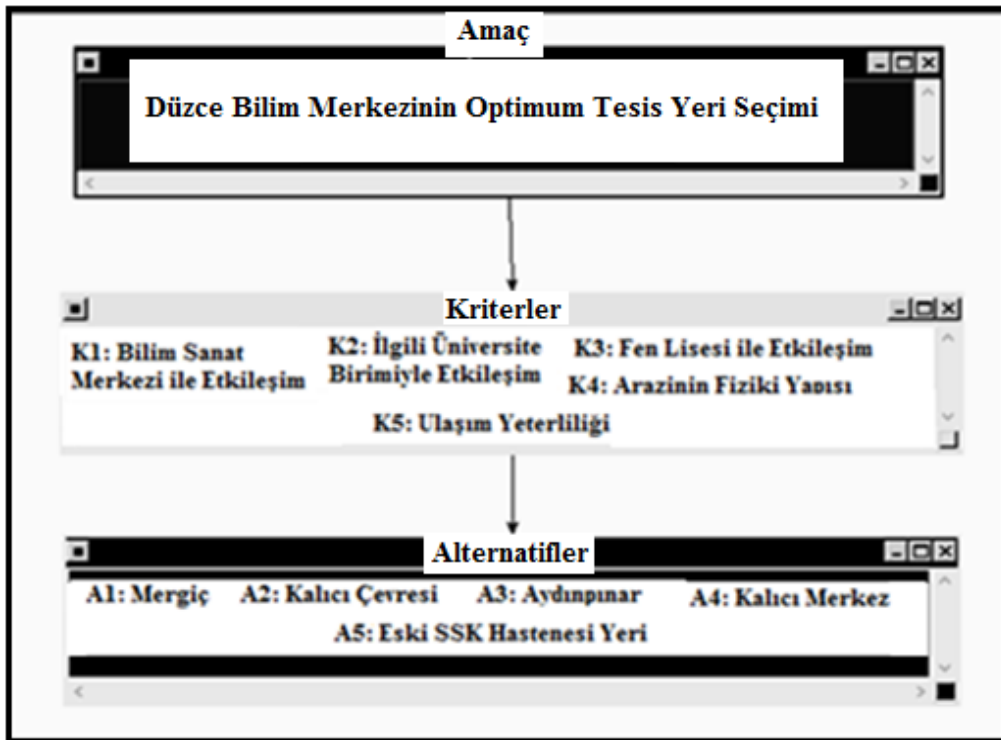 Amaç
Düzce Bilim Merkezinin Optimum Tesis Yeri Seçimi
Kriterler
K1: Bilim Sanat
Merkezi ile Etkileşim
K2: İlgili Üniversite
Birimiyle Etkileşim
K3: Fen Lisesi ile Etkileşim
K4: Arazinin Fiziki Yapısı
K5: Ulaşım Yeterliliği
Alternatifler
A1: Mergiç A2: Kalıcı Çevresi A3: Aydınpınar A4: Kalıcı Merkez
A5: Eski SSK Hastenesi Yeri